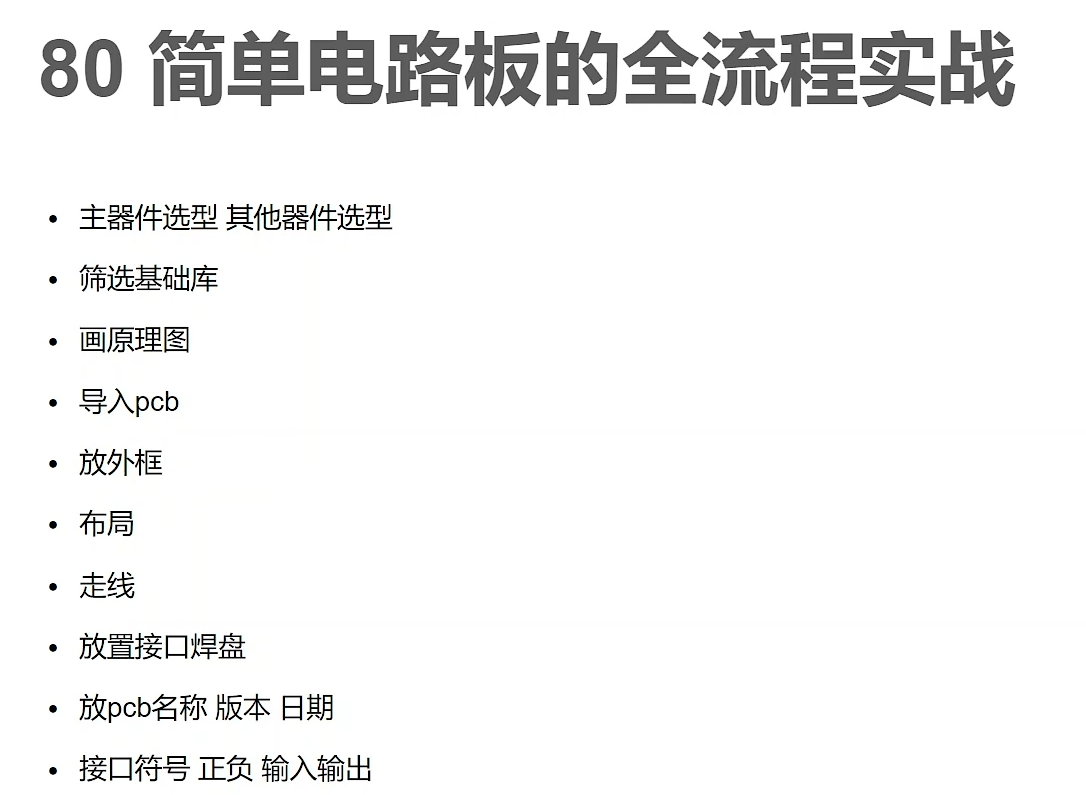 80 简单电路板的全流程实战
主器件选型 其他器件选型
筛选基础库
画原理图
导入pcb
放外框
布局
走线
放置接口焊盘
放pcb名称 版本 日期
接口符号 正负 输入输出